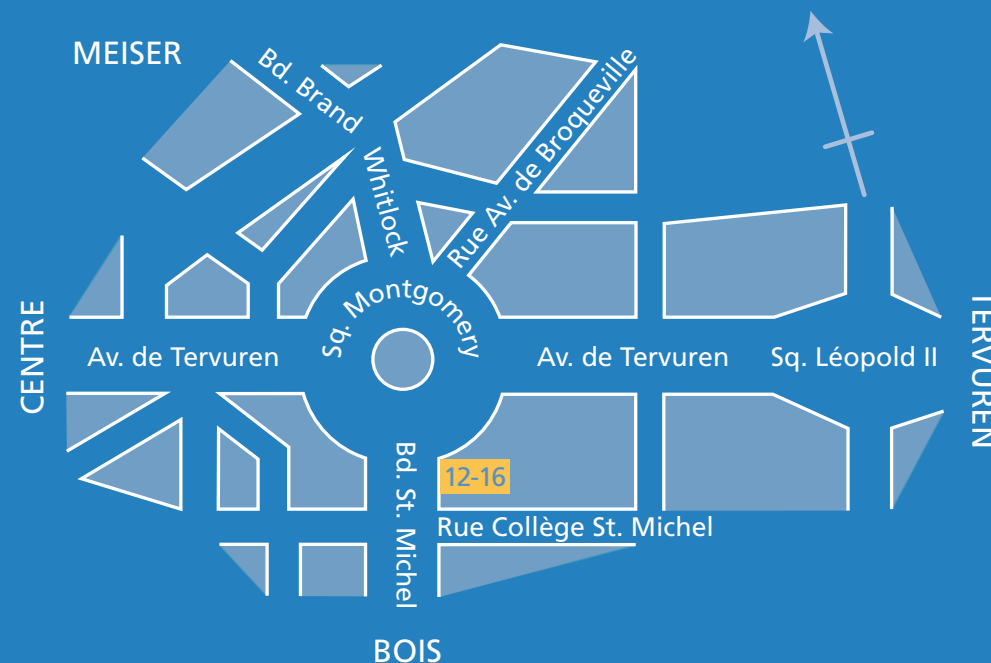 MEISER
Bd. Brand
Whitlock
Rue Av. de Broqueville
Sq. Montgomery
CENTRE
Av. de Tervuren
Av. de Tervuren
Sq. Léopold II
TERVUREN
Bd. St. Michel
12-16
Rue Collège St. Michel
BOIS